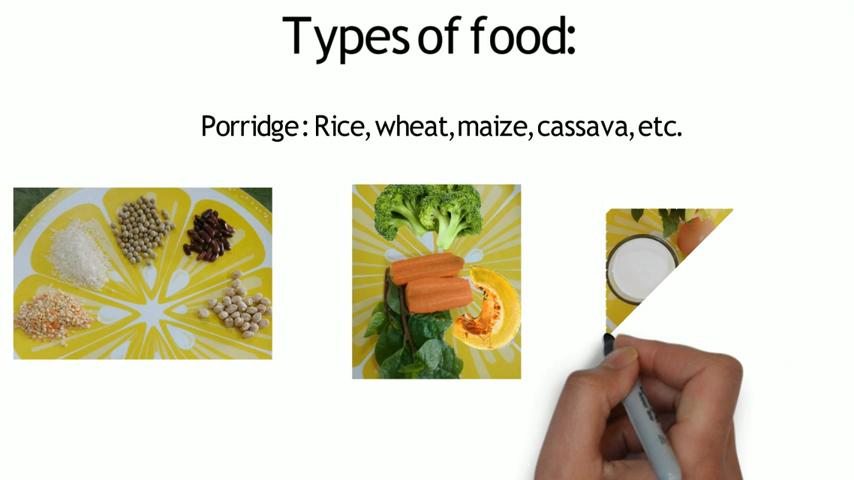 Types of food:
Porridge: Rice, wheat, maize, cassava, etc.